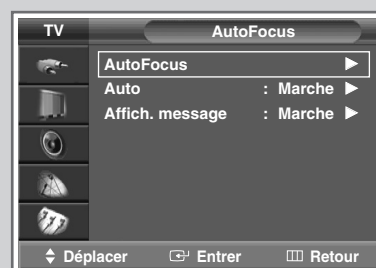 TV AutoFocus
AutoFocus
Auto : Marche
Affich. message : Marche
Déplacer Entrer Retour